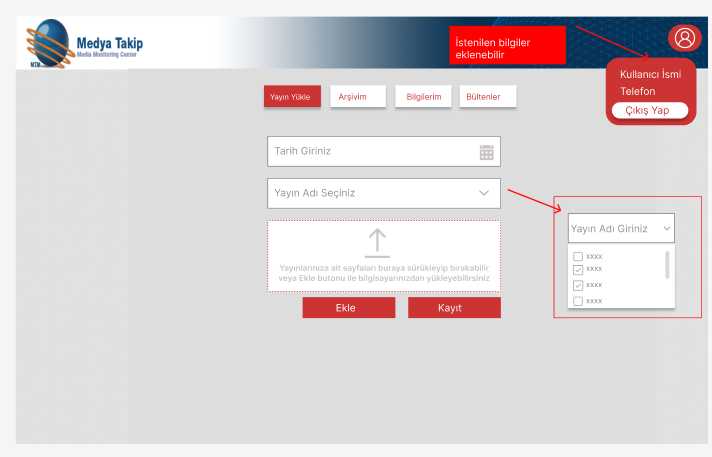 MTM
Medya Takip
Media Monitoring Center
İstenilen bilgiler
eklenebilir
Kullanıcı İsmi
Telefon
Çıkış Yap
Yayın Yükle
Arşivim
Bilgilerim
Bültenler
Tarih Giriniz
Yayın Adı Seçiniz
Yayınlarınıza ait sayfaları buraya sürükleyip bırakabilir
veya Ekle butonu ile bilgisayarınızdan yükleyebilirsiniz
Ekle
Kayıt
Yayın Adı Giriniz
xxxx
xxxx
xxxx
xxxx